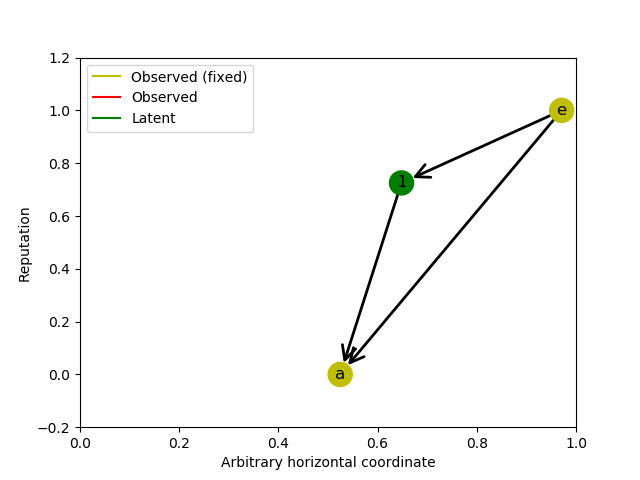 1.2
1.0
0.8
0.6
0.4
0.2
0.0
−0.2
Reputation
Observed (fixed)
Observed
Latent
e
1
a
0.0 0.2 0.4 0.6 0.8 1.0
Arbitrary horizontal coordinate